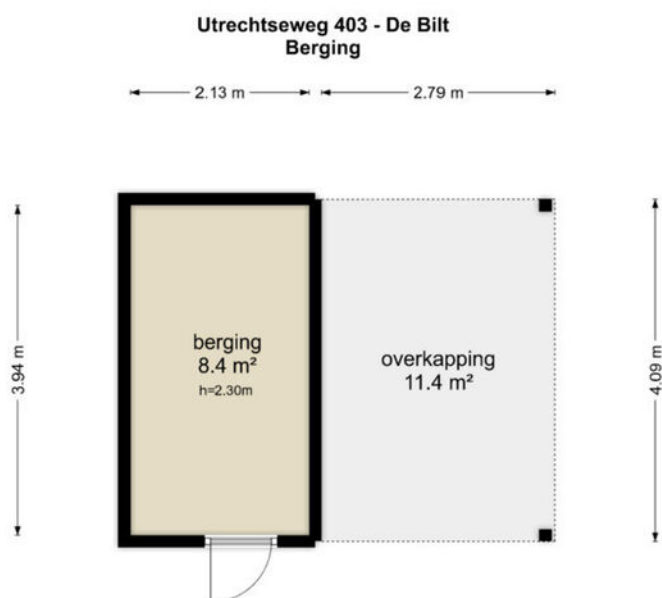 Utrechtseweg 403 - De Bilt
Berging
2.13 m
2.79 m
3.94 m
berging
8.4 m²
h=2.30m
overkapping
11.4 m²
4.09 m